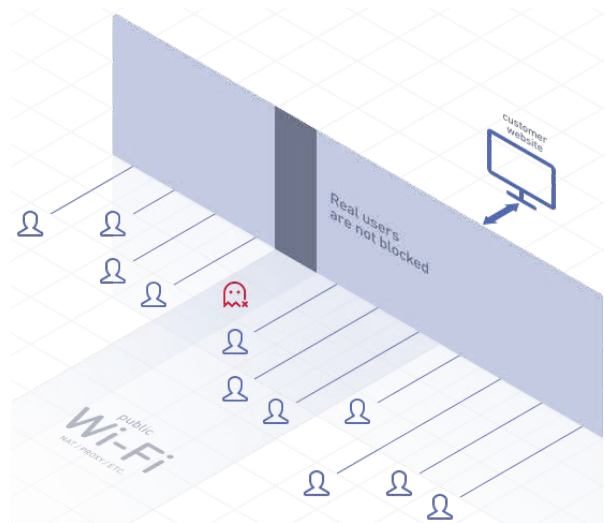 customer
website
Real users
are not blocked
public
Wi-Fi
NAT / PROXY / ETC.